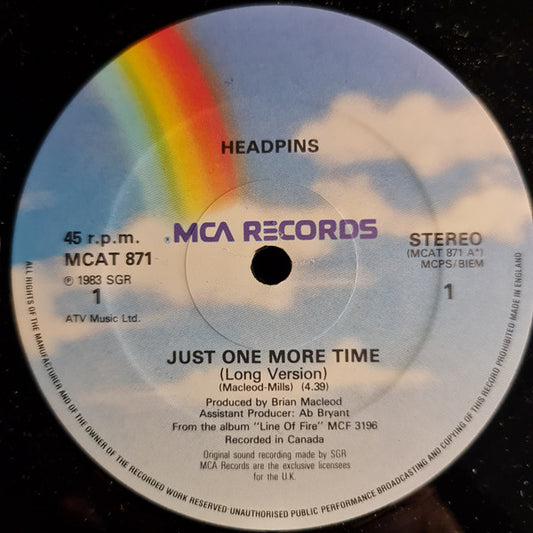 HEADPINS
MCA RECORDS
45 r.p.m.
MCAT 871
℗ 1983 SGR
1
ATV Music Ltd.
STEREO
(MCAT 871 A*)
MCPS/BIEM
1
JUST ONE MORE TIME
(Long Version)
(Macleod-Mills) (4.39)
Produced by Brian Macleod
Assistant Producer: Ab Bryant
From the album "Line Of Fire" MCF 3196
Recorded in Canada
Original sound recording made by SGR
MCA Records are the exclusive licensees
for the U.K.
ALL RIGHTS OF THE MANUFACTURER AND OF THE OWNER OF THE RECORDED WORK RESERVED·UNAUTHORISED PUBLIC PERFORMANCE BROADCASTING AND COPYING OF THIS RECORD PROHIBITED MADE IN ENGLAND